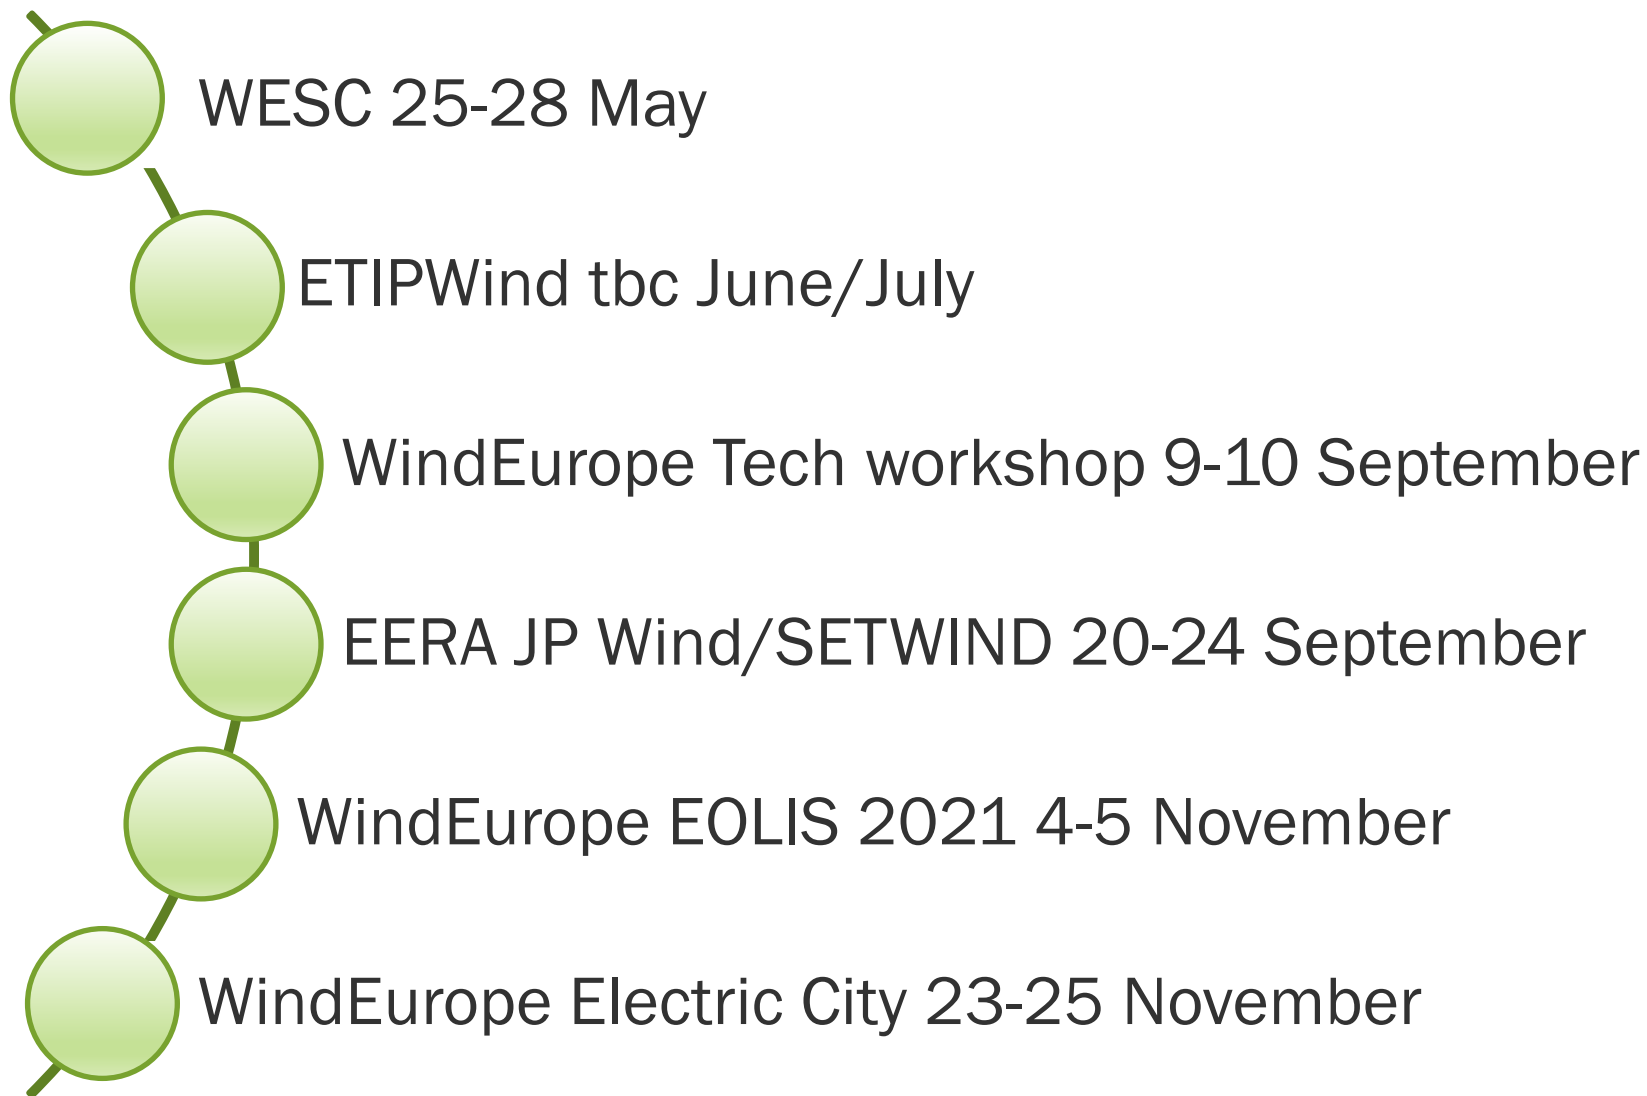 WESC 25-28 May
ETIPWind tbc June/July
WindEurope Tech workshop 9-10 September
EERA JP Wind/SETWIND 20-24 September
WindEurope EOLIS 2021 4-5 November
WindEurope Electric City 23-25 November